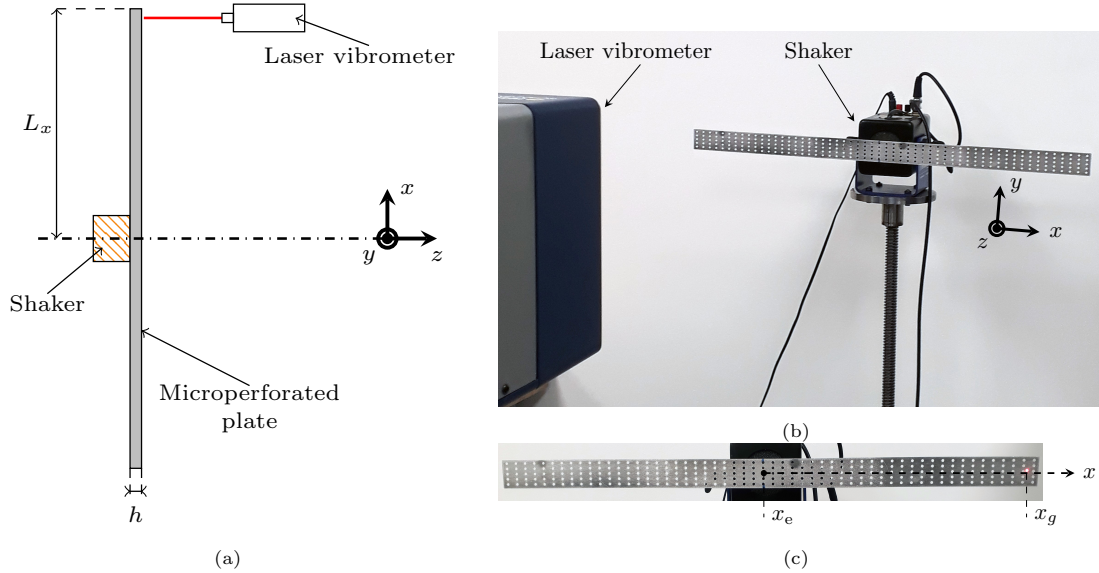 Laser vibrometer
L_x
x
y
z
Shaker
Microperforated
plate
h
(a)
Laser vibrometer
Shaker
y
z
x
(b)
x
x_e
x_g
(c)